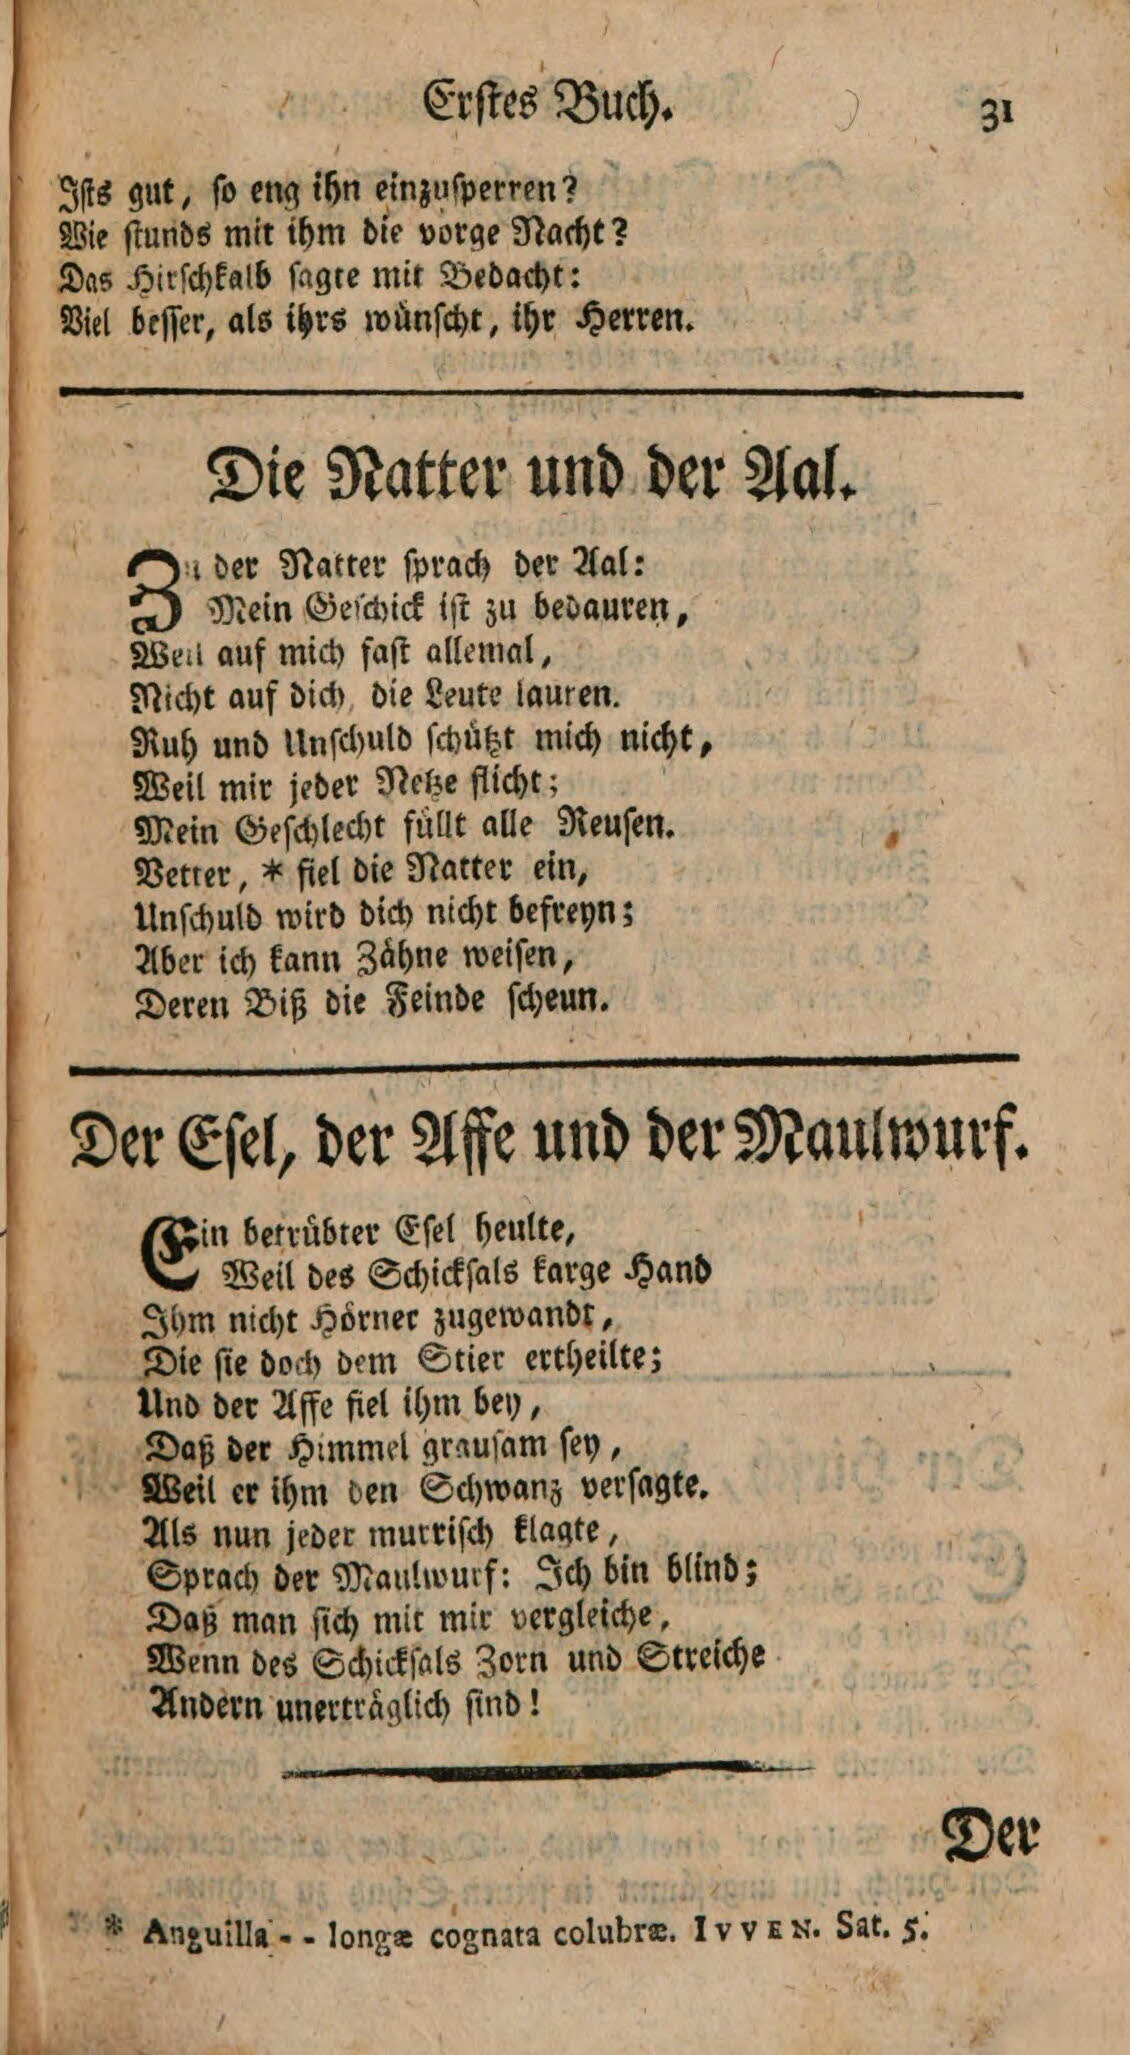 Erstes Buch. 31
Ists gut, so eng ihn einzusperren?
Wie stunds mit ihm die vorge Nacht?
Das Hirschkalb sagte mit Bedacht:
Viel besser, als ihrs wünscht, ihr Herren.
Die Natter und der Aal.
Zu der Natter sprach der Aal:
Mein Geschick ist zu bedauren,
Weil auf mich fast allemal,
Nicht auf dich, die Leute lauren.
Ruh und Unschuld schützt mich nicht,
Weil mir jeder Netze flicht;
Mein Geschlecht füllt alle Reusen.
Vetter, * fiel die Natter ein,
Unschuld wird dich nicht befreyn;
Aber ich kann Zähne weisen,
Deren Biß die Feinde scheun.
Der Esel, der Affe und der Maulwurf.
Ein betrübter Esel heulte,
Weil des Schicksals karge Hand
Ihm nicht Hörner zugewandt,
Die sie doch dem Stier ertheilte;
Und der Affe fiel ihm bey,
Daß der Himmel grausam sey,
Weil er ihm den Schwanz versagte.
Als nun jeder murrisch klagte,
Sprach der Maulwurf: Ich bin blind;
Daß man sich mit mir vergleiche,
Wenn des Schicksals Zorn und Streiche
Andern unerträglich sind!
Der
* Anguilla - - longæ cognata colubræ. IVVEN. Sat. 5.